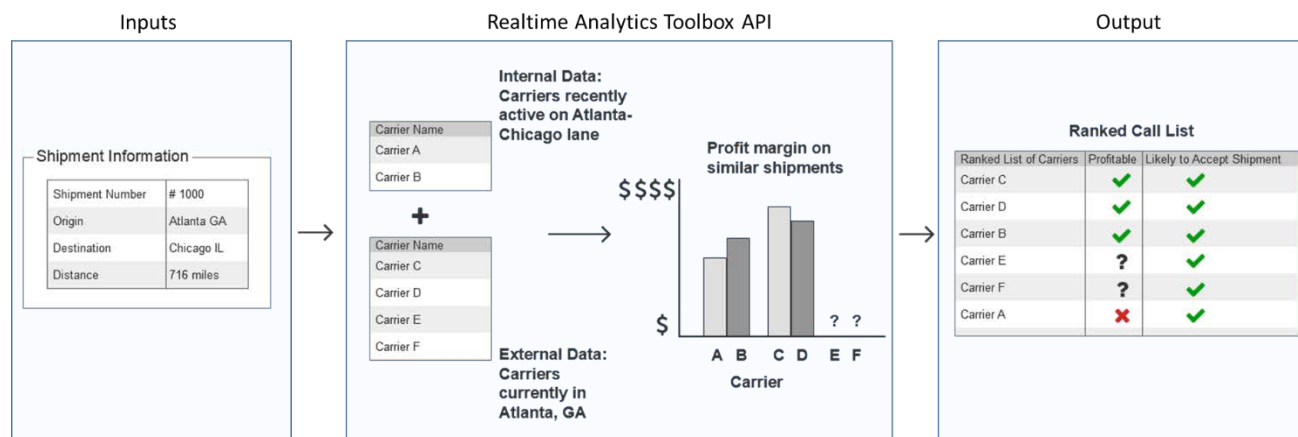 Inputs
Realtime Analytics Toolbox API
Output
Shipment Information
Shipment Number # 1000
Origin Atlanta GA
Destination Chicago IL
Distance 716 miles
Internal Data:
Carriers recently
active on Atlanta-
Chicago lane
Carrier Name
Carrier A
Carrier B
+
Carrier Name
Carrier C
Carrier D
Carrier E
Carrier F
External Data:
Carriers
currently in
Atlanta, GA
Profit margin on
similar shipments
$$$$
$
? ?
A B C D E F
Carrier
Ranked Call List
Ranked List of Carriers Profitable Likely to Accept Shipment
Carrier C ✔ ✔
Carrier D ✔ ✔
Carrier B ✔ ✔
Carrier E ? ✔
Carrier F ? ✔
Carrier A ✖ ✔